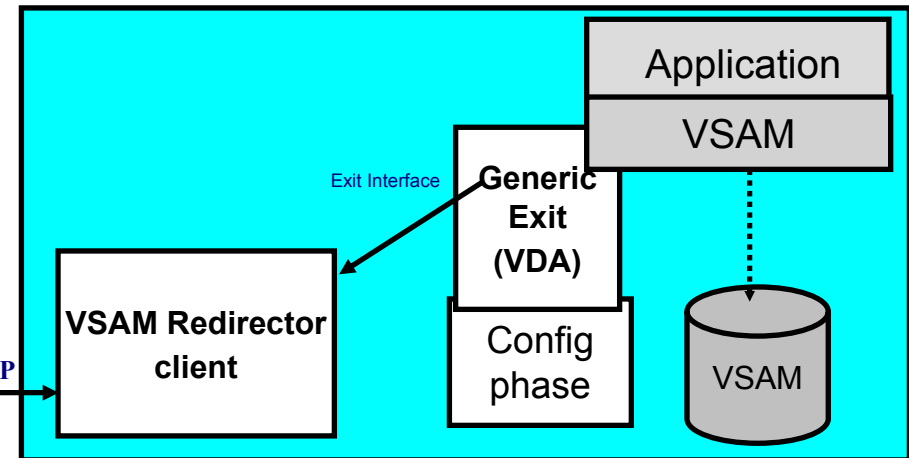 Application
VSAM
Exit Interface
Generic
Exit
(VDA)
VSAM Redirector
client
Config
phase
VSAM
P